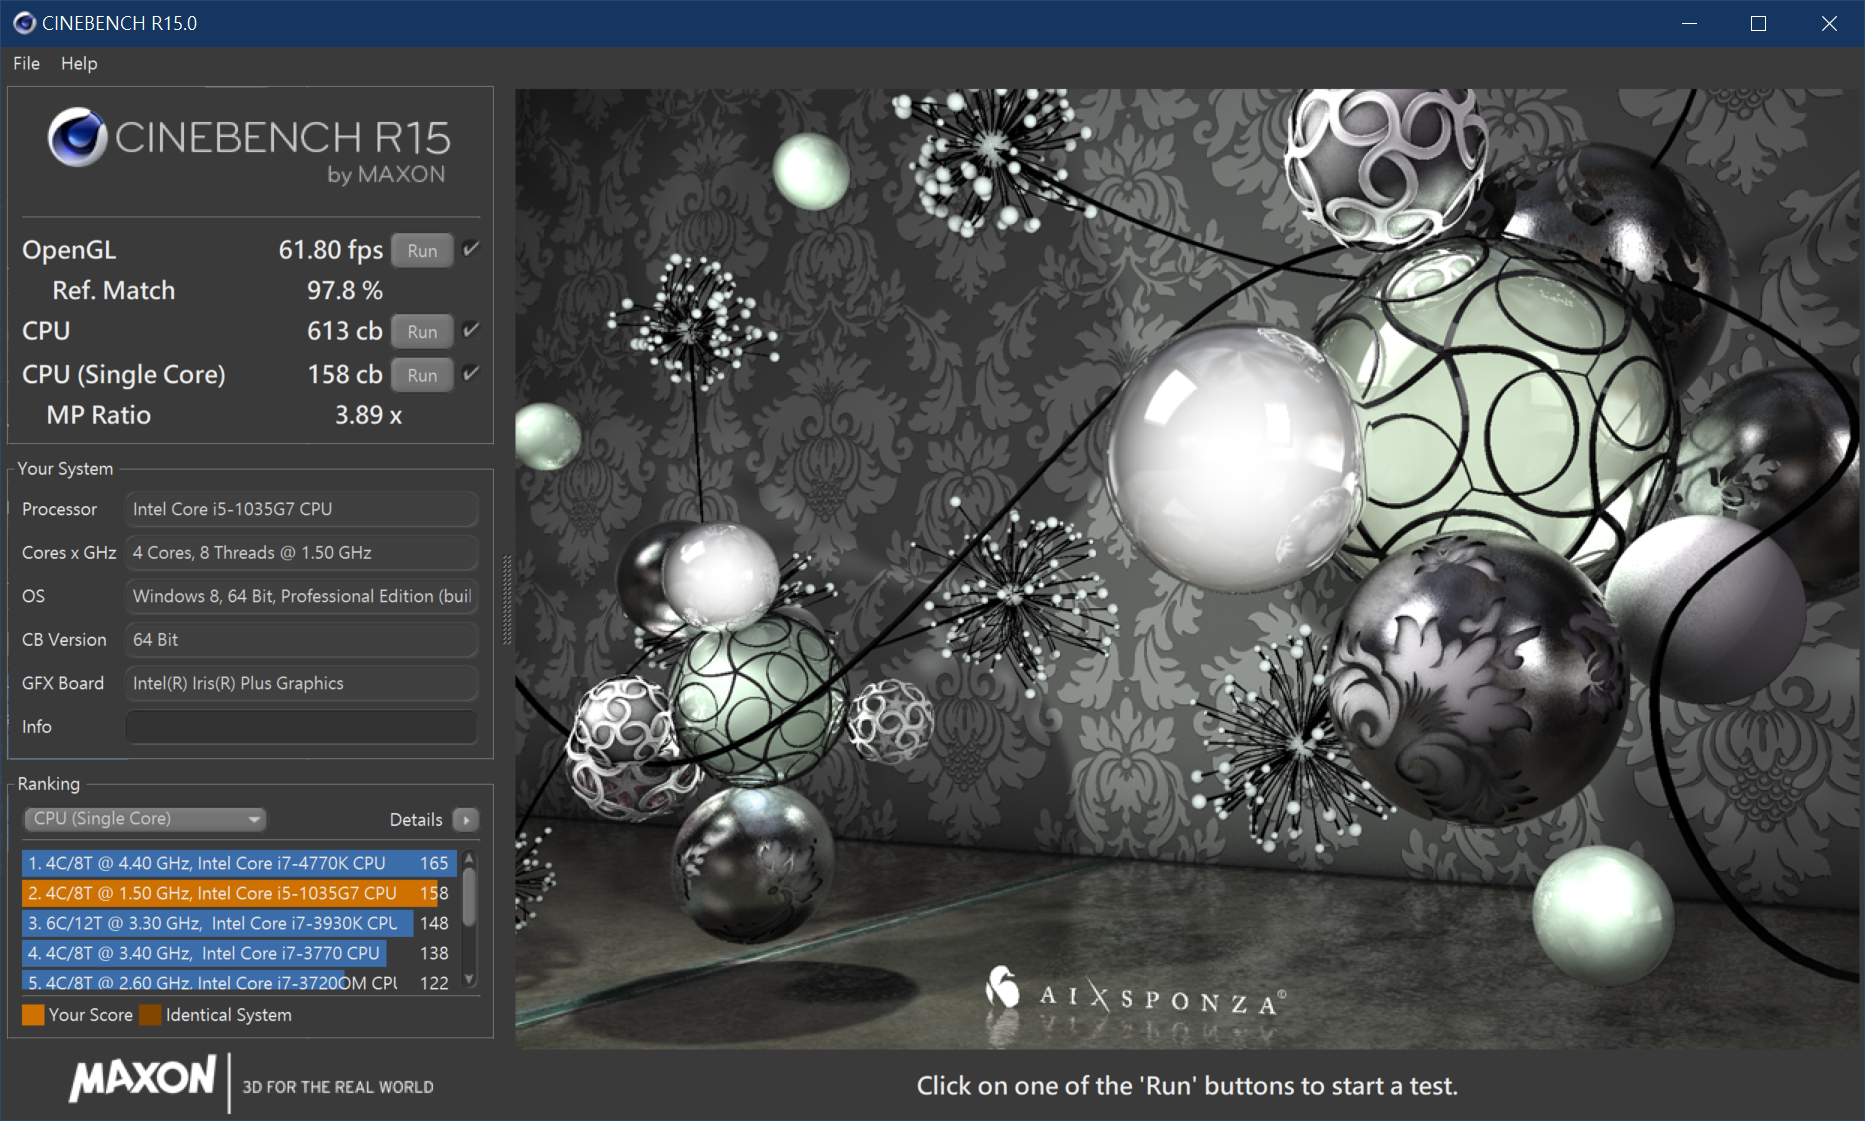 CINEBENCH R15.0
File Help
CINEBENCH R15
by MAXON
OpenGL 61.80 fps Run
Ref. Match 97.8 %
CPU 613 cb Run
CPU (Single Core) 158 cb Run
MP Ratio 3.89 x
Your System
Processor Intel Core i5-1035G7 CPU
Cores x GHz 4 Cores, 8 Threads @ 1.50 GHz
OS Windows 8, 64 Bit, Professional Edition (buil
CB Version 64 Bit
GFX Board Intel(R) Iris(R) Plus Graphics
Info
Ranking
CPU (Single Core) Details
1. 4C/8T @ 4.40 GHz, Intel Core i7-4770K CPU 165
2. 4C/8T @ 1.50 GHz, Intel Core i5-1035G7 CPU 158
3. 6C/12T @ 3.30 GHz, Intel Core i7-3930K CPU 148
4. 4C/8T @ 3.40 GHz, Intel Core i7-3770 CPU 138
5. 4C/8T @ 2.60 GHz, Intel Core i7-3720QM CPU 122
Your Score Identical System
MAXON 3D FOR THE REAL WORLD
AIXSPONZA®
Click on one of the 'Run' buttons to start a test.